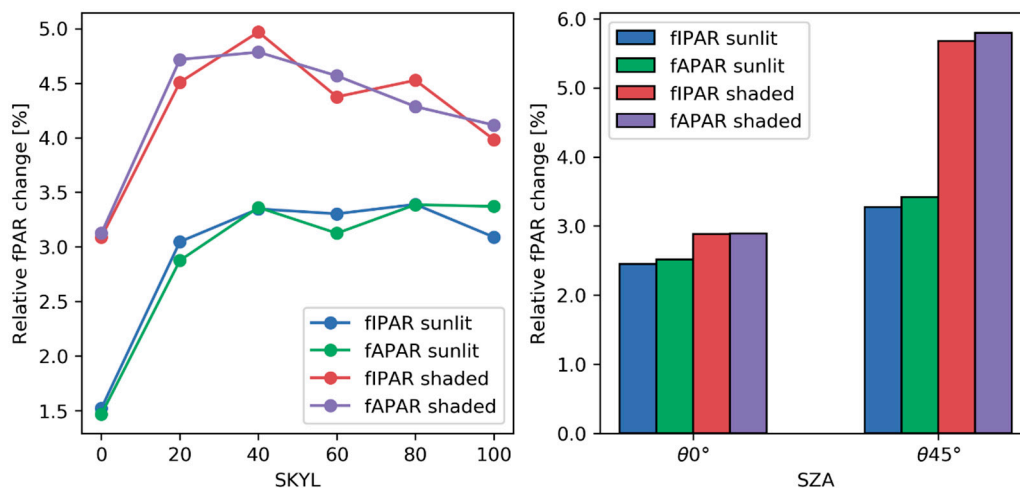 Relative fPAR change [%]
5.0
4.5
4.0
3.5
3.0
2.5
2.0
1.5
fIPAR sunlit
fAPAR sunlit
fIPAR shaded
fAPAR shaded
0 20 40 60 80 100
SKYL
Relative fPAR change [%]
6.0
5.0
4.0
3.0
2.0
1.0
0.0
fIPAR sunlit
fAPAR sunlit
fIPAR shaded
fAPAR shaded
θ0° θ45°
SZA